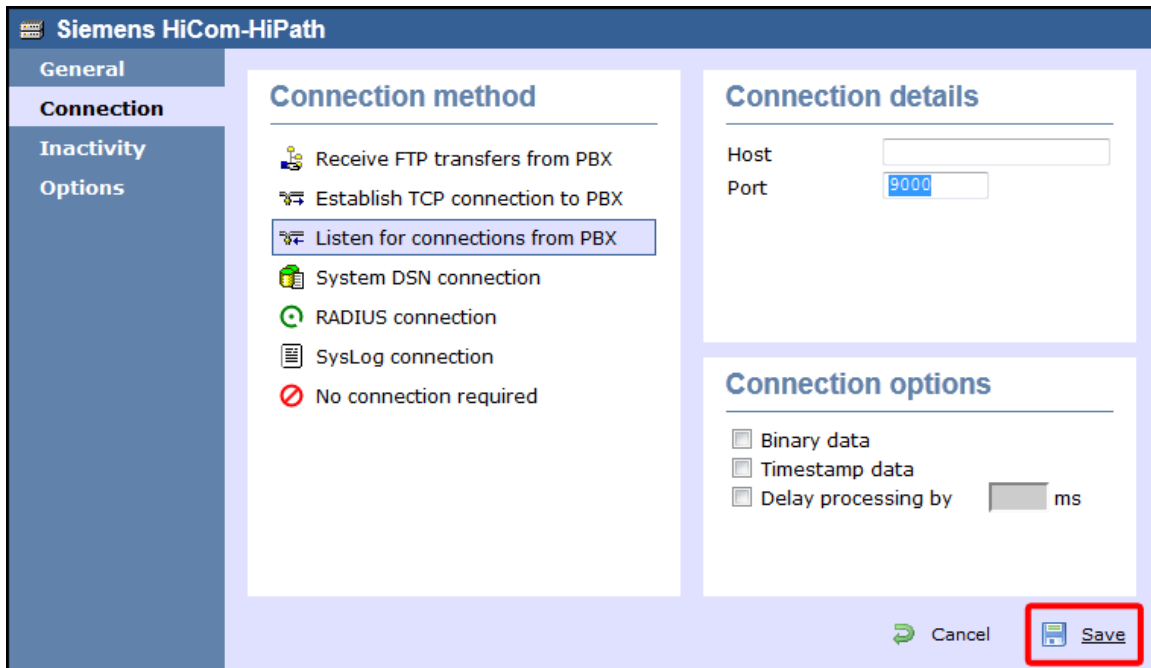 Siemens HiCom-HiPath
General
Connection
Inactivity
Options
Connection method
Receive FTP transfers from PBX
Establish TCP connection to PBX
Listen for connections from PBX
System DSN connection
RADIUS connection
SysLog connection
No connection required
Connection details
Host
Port 9000
Connection options
Binary data
Timestamp data
Delay processing by ms
Cancel Save